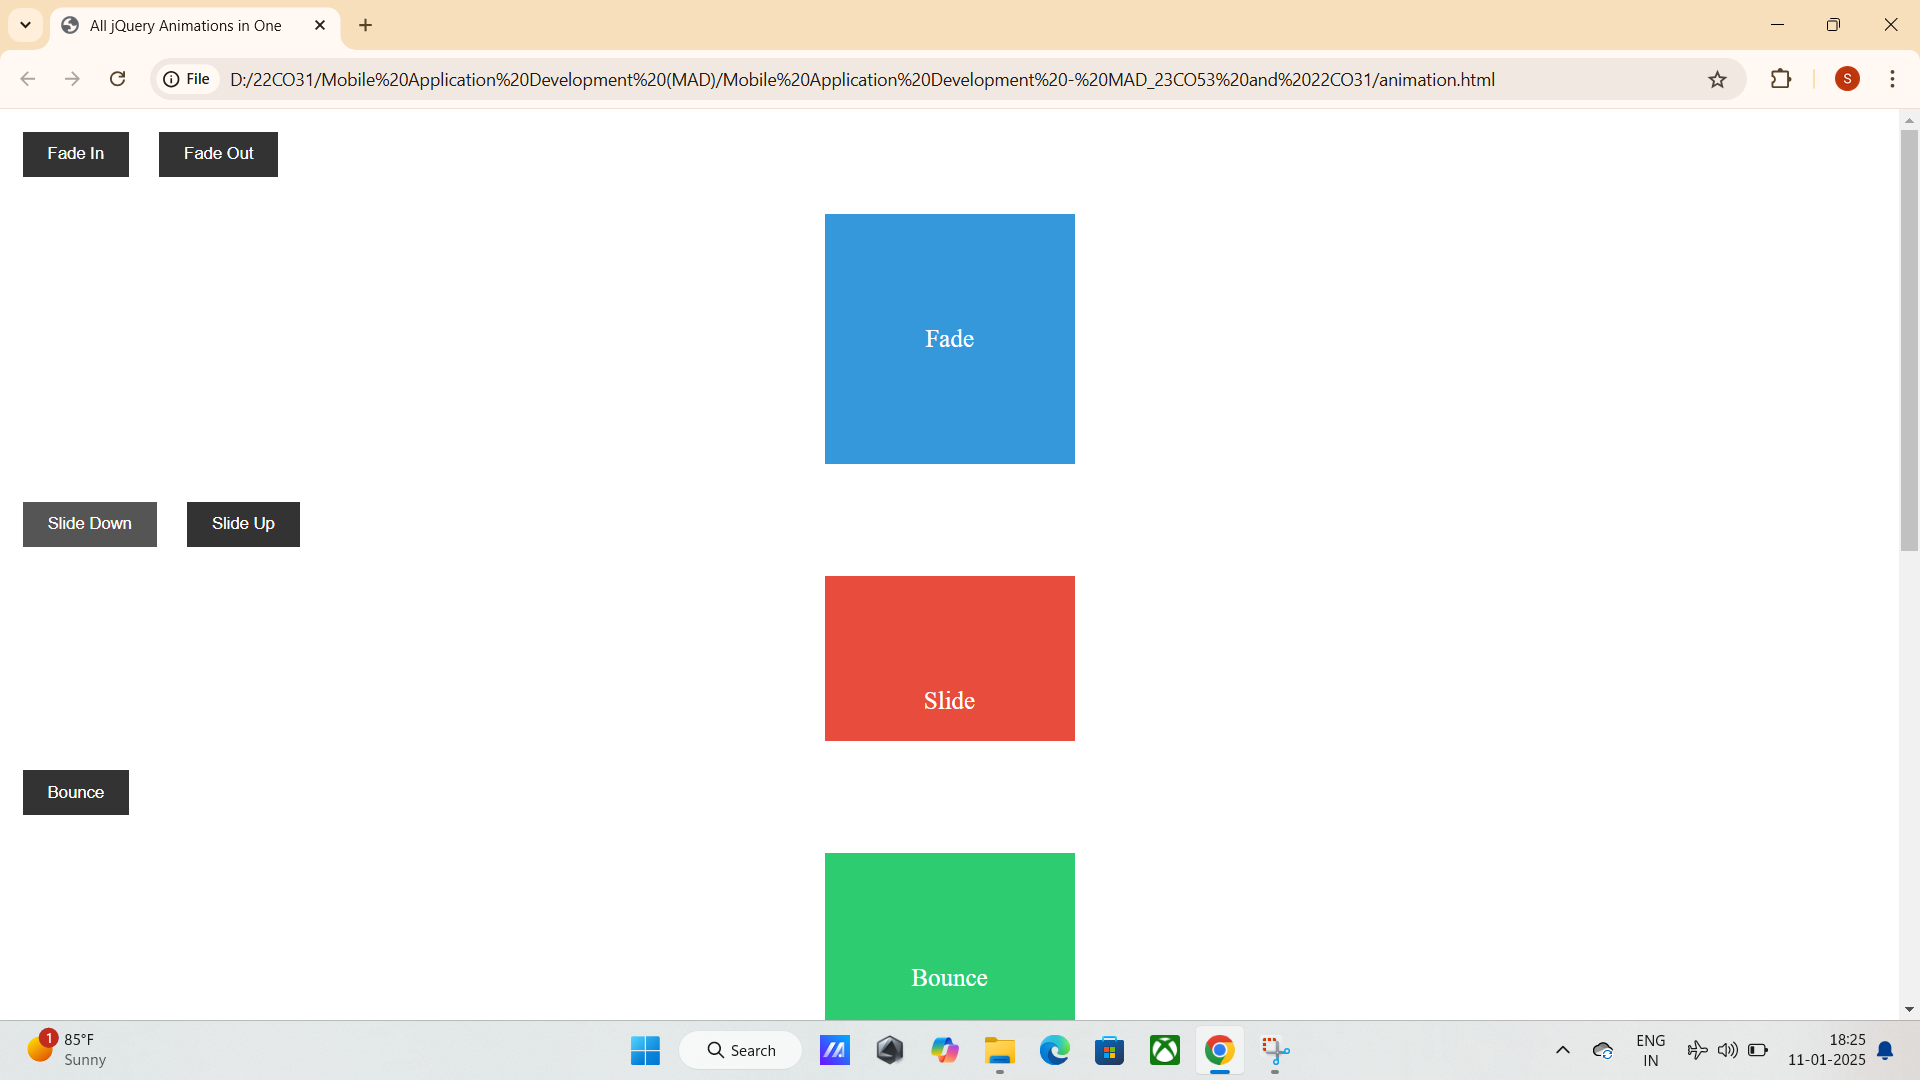 All jQuery Animations in One
File
D:/22CO31/Mobile%20Application%20Development%20(MAD)/Mobile%20Application%20Development%20-%20MAD_23CO53%20and%2022CO31/animation.html
S
Fade In
Fade Out
Fade
Slide Down
Slide Up
Slide
Bounce
Bounce
1
85°F
Sunny
Search
ENG
IN
18:25
11-01-2025